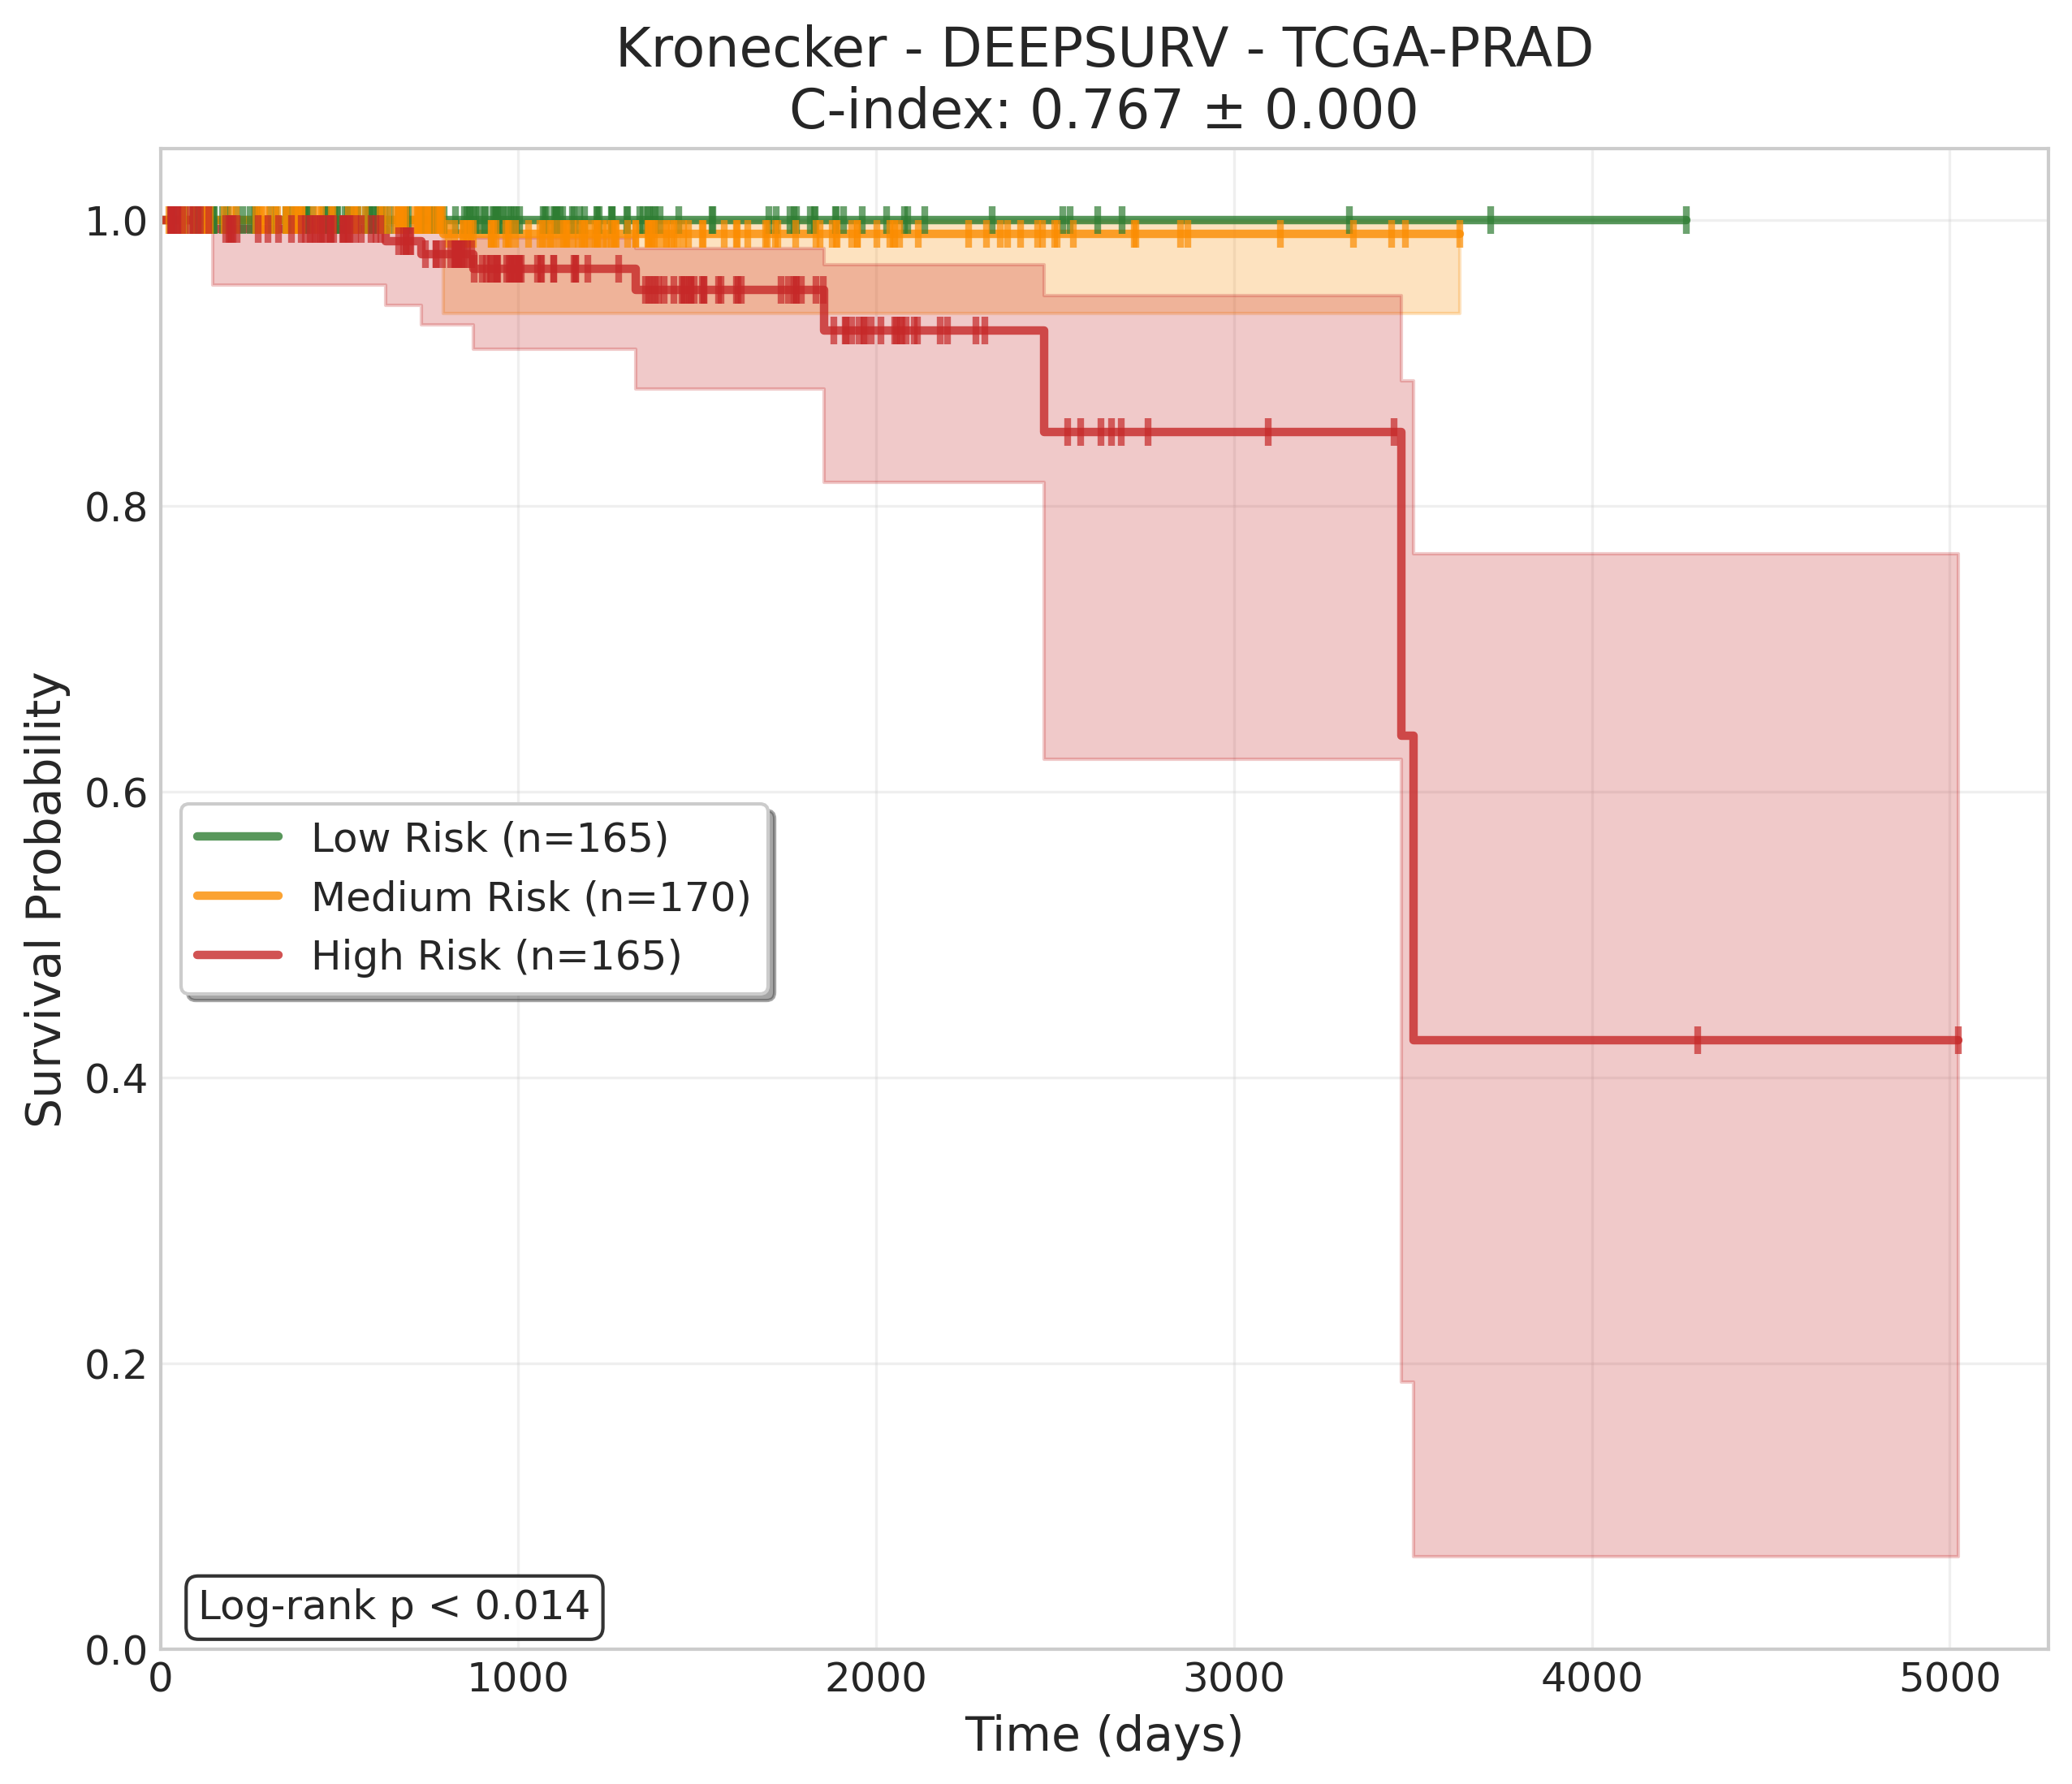 Kronecker - DEEPSURV - TCGA-PRAD
C-index: 0.767 ± 0.000
Survival Probability
1.0
0.8
0.6
0.4
0.2
0.0
Low Risk (n=165)
Medium Risk (n=170)
High Risk (n=165)
Log-rank p < 0.014
0 1000 2000 3000 4000 5000
Time (days)